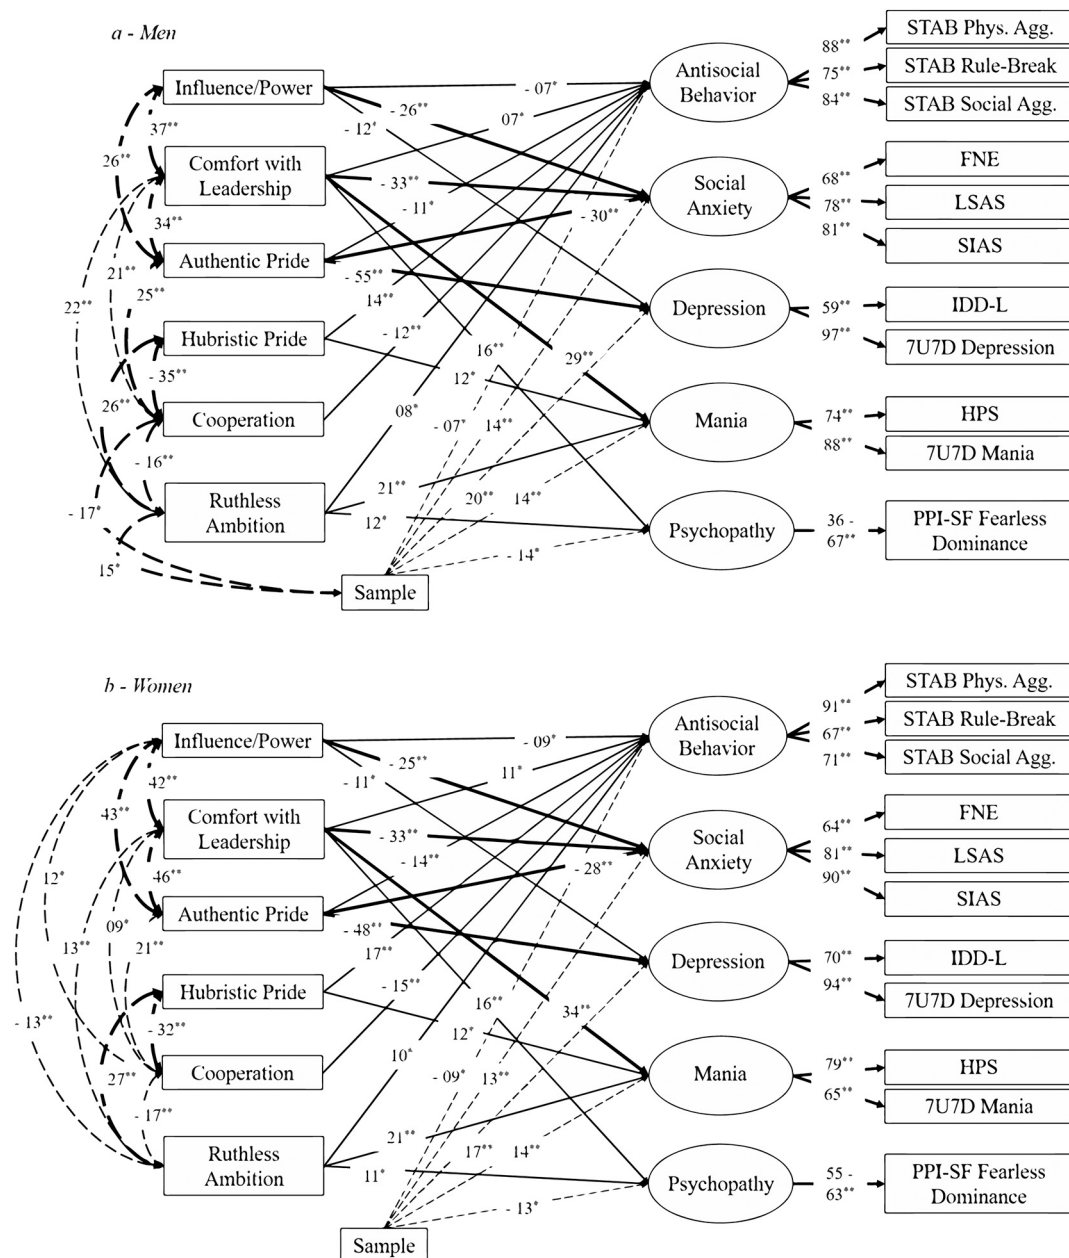 a - Men
Influence/Power
Comfort with
Leadership
Authentic Pride
Hubristic Pride
Cooperation
Ruthless
Ambition
Sample
37**
26**
34**
21**
25**
22**
- 35**
26**
- 16**
- 17*
15*
- 07*
- 26**
- 12*
07*
- 33**
- 11*
- 30**
- 55**
14**
- 12**
16**
29**
12*
08*
- 07*
14**
21**
20**
14**
12*
- 14*
Antisocial
Behavior
Social
Anxiety
Depression
Mania
Psychopathy
88**
75**
84**
68**
78**
81**
59**
97**
74**
88**
36 -
67**
STAB Phys. Agg.
STAB Rule-Break
STAB Social Agg.
FNE
LSAS
SIAS
IDD-L
7U7D Depression
HPS
7U7D Mania
PPI-SF Fearless
Dominance
b - Women
Influence/Power
Comfort with
Leadership
Authentic Pride
Hubristic Pride
Cooperation
Ruthless
Ambition
Sample
42**
43**
12*
46**
09*
13**
21**
- 13**
- 32**
27**
- 17**
- 09*
- 25**
- 11*
11*
- 33**
- 14**
- 28**
- 48**
17**
- 15**
16**
34**
12*
10*
- 09*
13**
21**
17**
14**
11*
- 13*
Antisocial
Behavior
Social
Anxiety
Depression
Mania
Psychopathy
91**
67**
71**
64**
81**
90**
70**
94**
79**
65**
55 -
63**
STAB Phys. Agg.
STAB Rule-Break
STAB Social Agg.
FNE
LSAS
SIAS
IDD-L
7U7D Depression
HPS
7U7D Mania
PPI-SF Fearless
Dominance